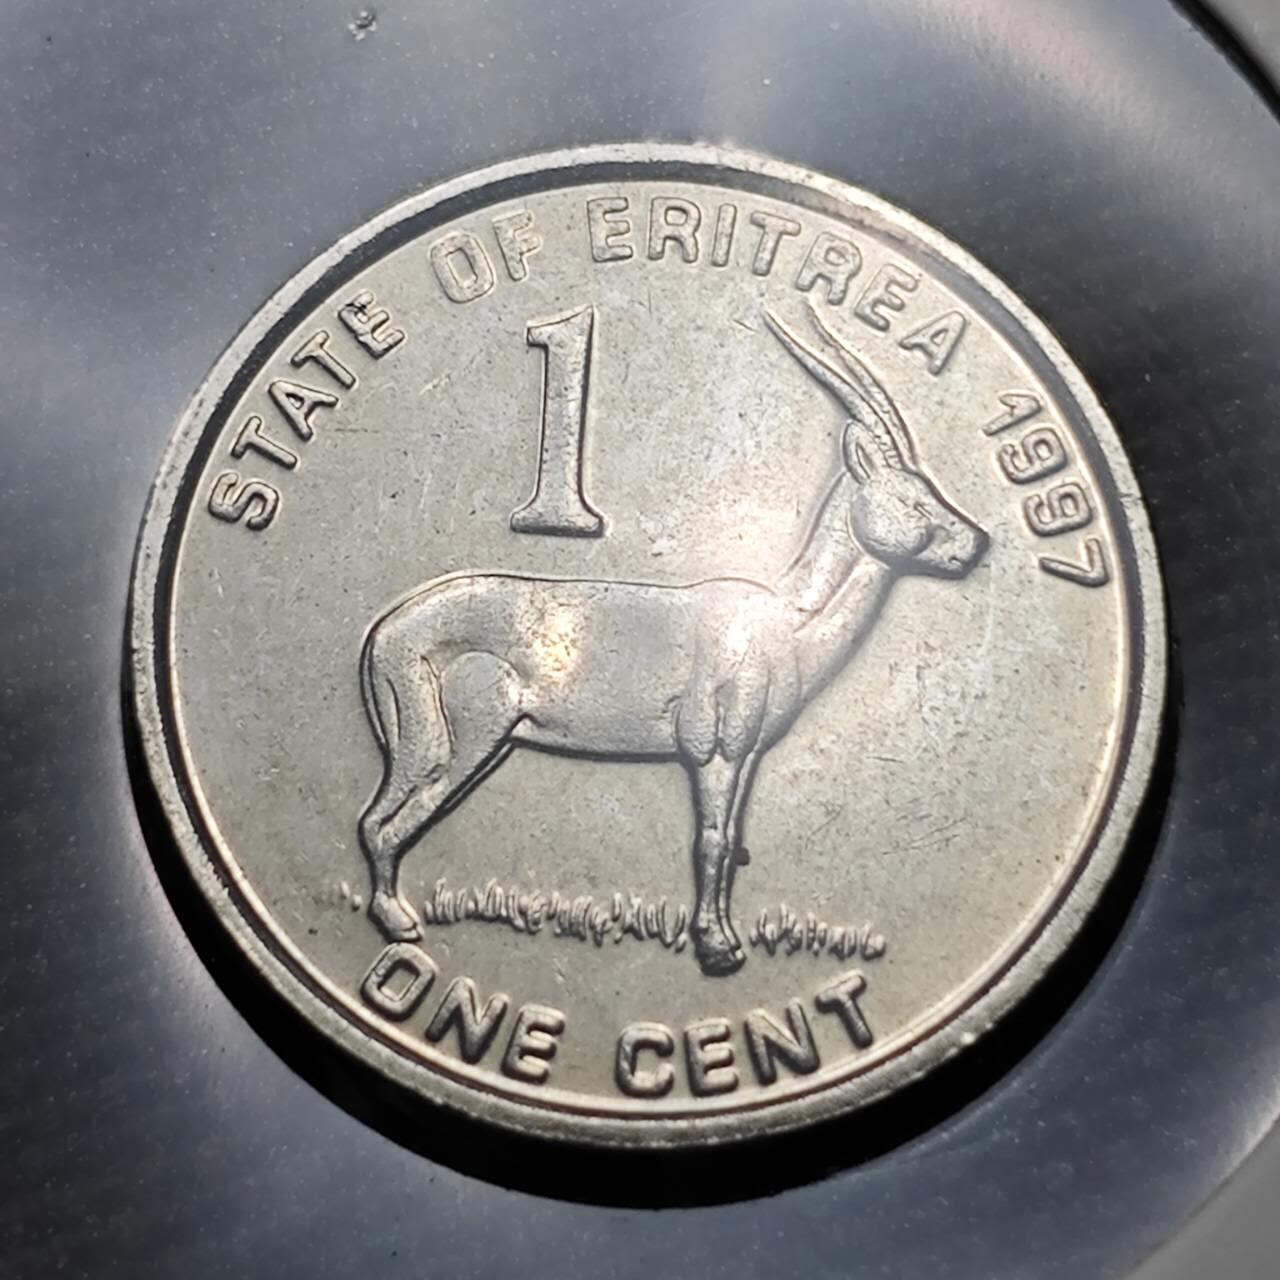 STATE OF ERITREA 1997
1
ONE CENT